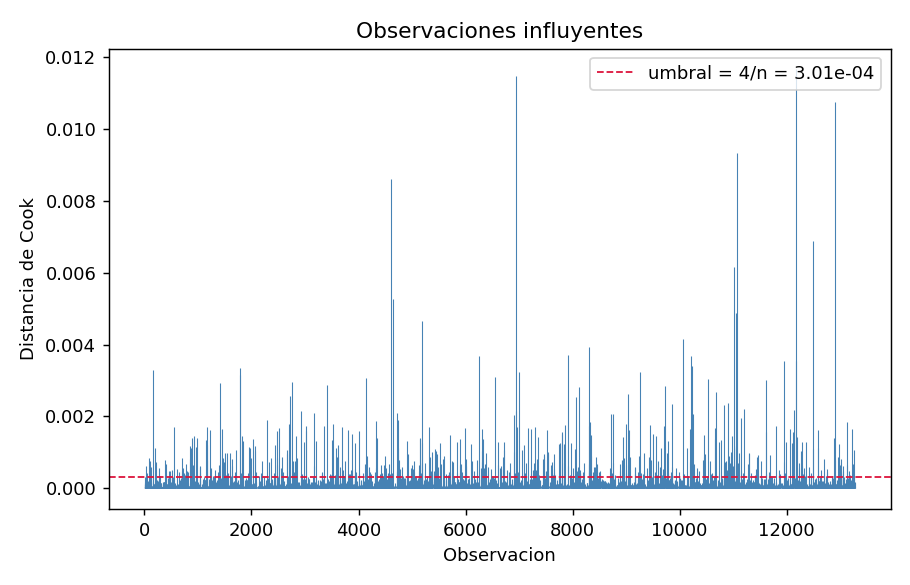 Observaciones influyentes
umbral = 4/n = 3.01e-04
0.012
0.010
0.008
0.006
0.004
0.002
0.000
Distancia de Cook
0 2000 4000 6000 8000 10000 12000
Observacion